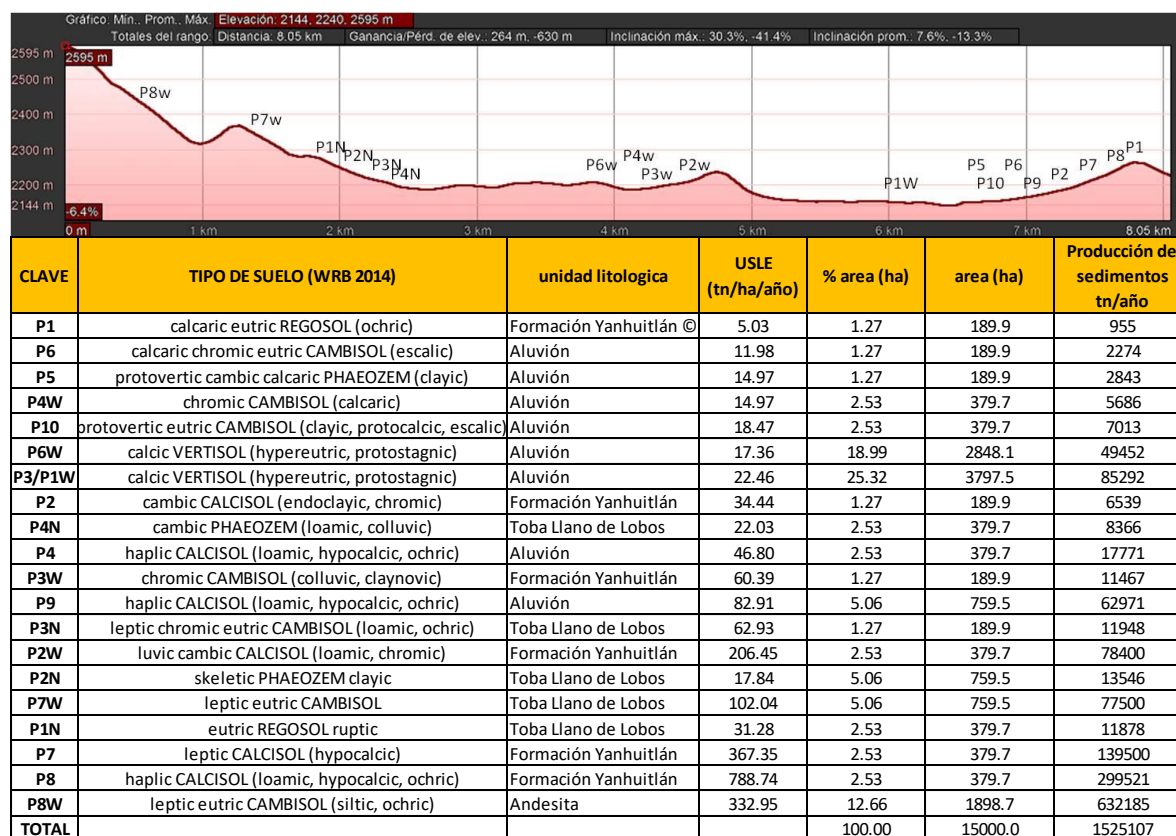 Gráfico: Mín.. Prom.. Máx. Elevación: 2144, 2240, 2595 m
Totales del rango: Distancia: 8.05 km Ganancia/Pérd. de elev.: 264 m, -630 m Inclinación máx.: 30.3%, -41.4% Inclinación prom.: 7.6%, -13.3%
2595 m 2595 m
2500 m
P8w
2400 m
P7w
2300 m
P1N P2N P3N P4N P6w P4w P3w P2w P1W P5 P10 P6 P9 P2 P7 P8 P1
2200 m
2144 m
-6.4%
0 m 1 km 2 km 3 km 4 km 5 km 6 km 7 km 8.05 km
CLAVE TIPO DE SUELO (WRB 2014) unidad litologica USLE (tn/ha/año) % area (ha) area (ha) Producción de sedimentos tn/año
P1 calcaric eutric REGOSOL (ochric) Formación Yanhuitlán © 5.03 1.27 189.9 955
P6 calcaric chromic eutric CAMBISOL (escalic) Aluvión 11.98 1.27 189.9 2274
P5 protovertic cambic calcaric PHAEOZEM (clayic) Aluvión 14.97 1.27 189.9 2843
P4W chromic CAMBISOL (calcaric) Aluvión 14.97 2.53 379.7 5686
P10 protovertic eutric CAMBISOL (clayic, protocalcic, escalic) Aluvión 18.47 2.53 379.7 7013
P6W calcic VERTISOL (hypereutric, protostagnic) Aluvión 17.36 18.99 2848.1 49452
P3/P1W calcic VERTISOL (hypereutric, protostagnic) Aluvión 22.46 25.32 3797.5 85292
P2 cambic CALCISOL (endoclayic, chromic) Formación Yanhuitlán 34.44 1.27 189.9 6539
P4N cambic PHAEOZEM (loamic, colluvic) Toba Llano de Lobos 22.03 2.53 379.7 8366
P4 haplic CALCISOL (loamic, hypocalcic, ochric) Aluvión 46.80 2.53 379.7 17771
P3W chromic CAMBISOL (colluvic, claynovic) Formación Yanhuitlán 60.39 1.27 189.9 11467
P9 haplic CALCISOL (loamic, hypocalcic, ochric) Aluvión 82.91 5.06 759.5 62971
P3N leptic chromic eutric CAMBISOL (loamic, ochric) Toba Llano de Lobos 62.93 1.27 189.9 11948
P2W luvic cambic CALCISOL (loamic, chromic) Formación Yanhuitlán 206.45 2.53 379.7 78400
P2N skeletic PHAEOZEM clayic Toba Llano de Lobos 17.84 5.06 759.5 13546
P7W leptic eutric CAMBISOL Toba Llano de Lobos 102.04 5.06 759.5 77500
P1N eutric REGOSOL ruptic Toba Llano de Lobos 31.28 2.53 379.7 11878
P7 leptic CALCISOL (hypocalcic) Formación Yanhuitlán 367.35 2.53 379.7 139500
P8 haplic CALCISOL (loamic, hypocalcic, ochric) Formación Yanhuitlán 788.74 2.53 379.7 299521
P8W leptic eutric CAMBISOL (siltic, ochric) Andesita 332.95 12.66 1898.7 632185
TOTAL 100.00 15000.0 1525107